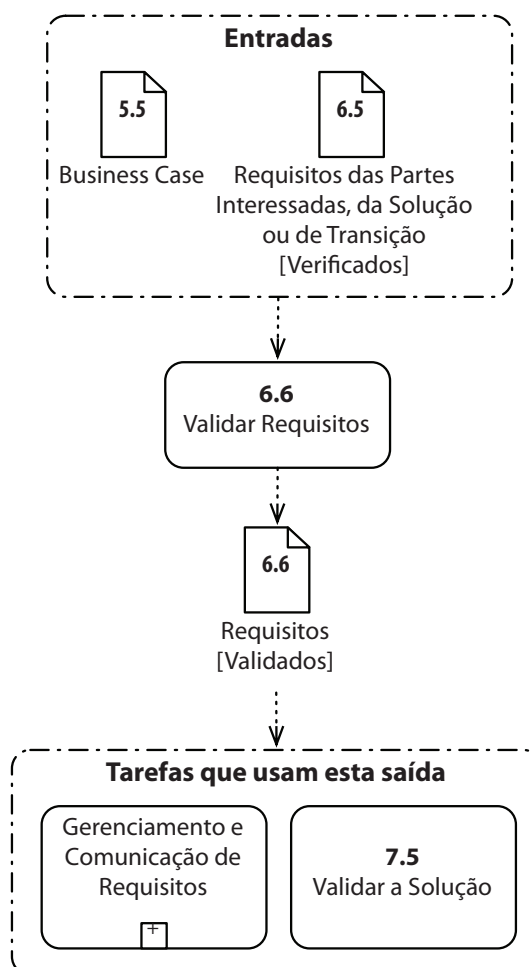 Entradas
5.5
Business Case
6.5
Requisitos das Partes
Interessadas, da Solução
ou de Transição
[Verificados]
6.6
Validar Requisitos
6.6
Requisitos
[Validados]
Tarefas que usam esta saída
Gerenciamento e
Comunicação de
Requisitos
+
7.5
Validar a Solução